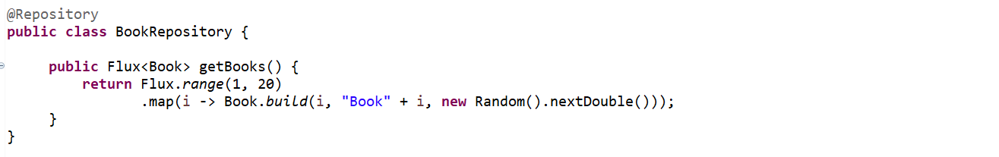 @Repository
public class BookRepository {
public Flux<Book> getBooks() {
return Flux.range(1, 20)
.map(i -> Book.build(i, "Book" + i, new Random().nextDouble()));
}
}